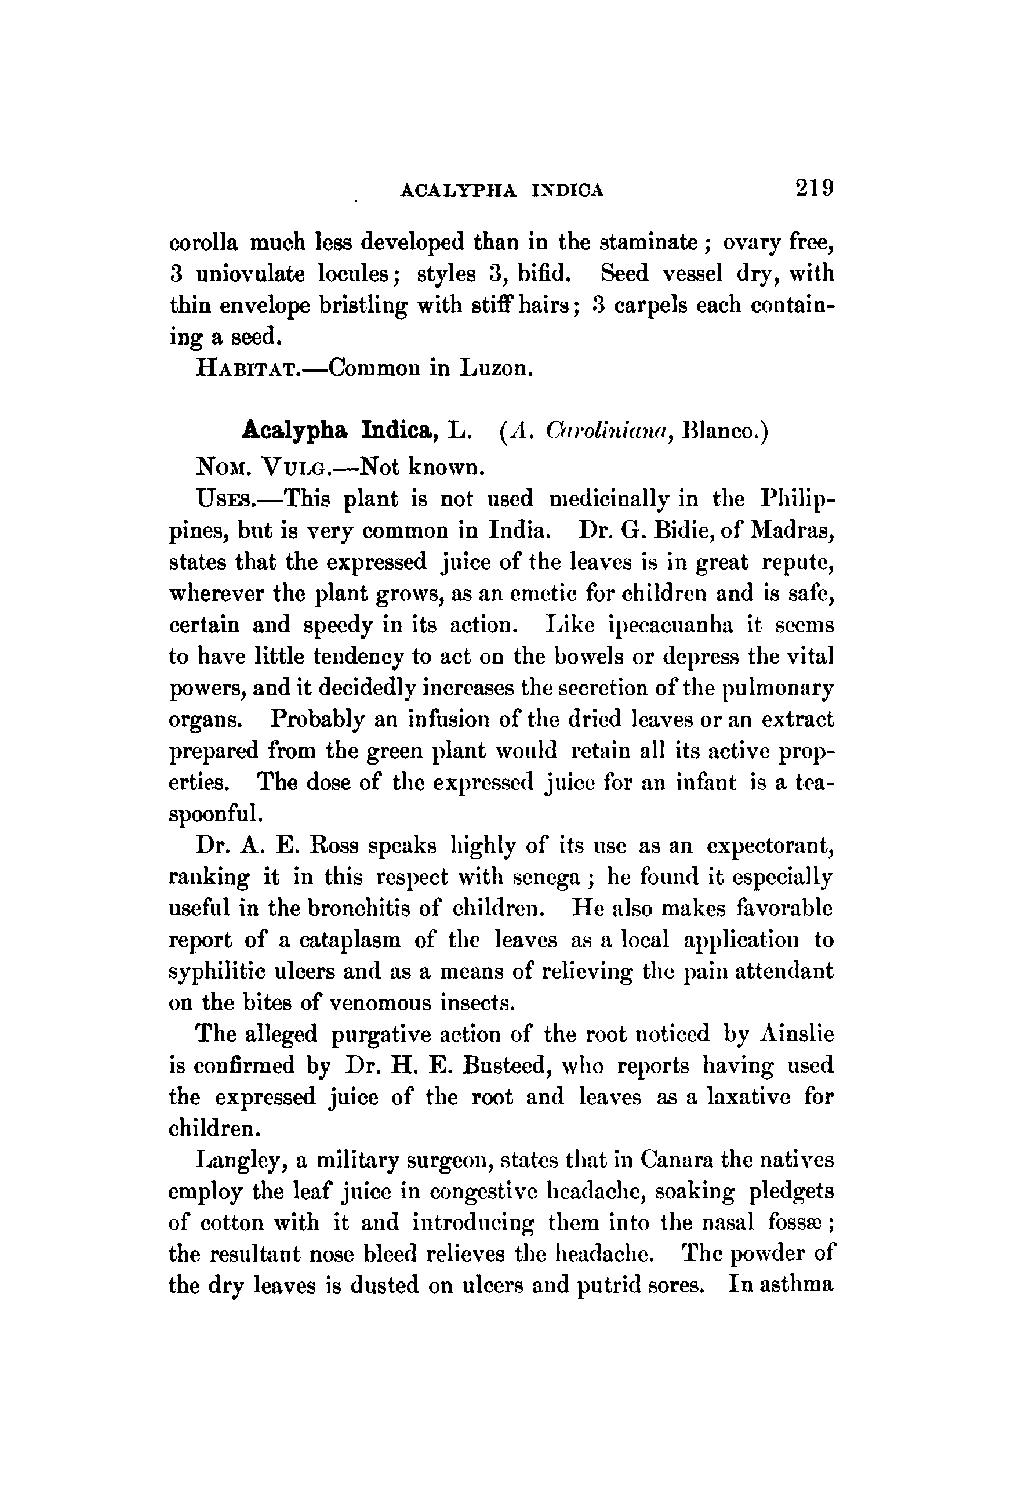 ACALYPHA INDICA 219
corolla much less developed than in the staminate; ovary free,
3 uniovulate locules; styles 3, bifid. Seed vessel dry, with
thin envelope bristling with stiff hairs; 3 carpels each contain-
ing a seed.
HABITAT.—Common in Luzon.
Acalypha Indica, L. (A. Caroliniana, Blanco.)
NOM. VULG.—Not known.
USES.—This plant is not used medicinally in the Philip-
pines, but is very common in India. Dr. G. Bidie, of Madras,
states that the expressed juice of the leaves is in great repute,
wherever the plant grows, as an emetic for children and is safe,
certain and speedy in its action. Like ipecacuanha it seems
to have little tendency to act on the bowels or depress the vital
powers, and it decidedly increases the secretion of the pulmonary
organs. Probably an infusion of the dried leaves or an extract
prepared from the green plant would retain all its active prop-
erties. The dose of the expressed juice for an infant is a tea-
spoonful.
Dr. A. E. Ross speaks highly of its use as an expectorant,
ranking it in this respect with senega; he found it especially
useful in the bronchitis of children. He also makes favorable
report of a cataplasm of the leaves as a local application to
syphilitic ulcers and as a means of relieving the pain attendant
on the bites of venomous insects.
The alleged purgative action of the root noticed by Ainslie
is confirmed by Dr. H. E. Busteed, who reports having used
the expressed juice of the root and leaves as a laxative for
children.
Langley, a military surgeon, states that in Canara the natives
employ the leaf juice in congestive headache, soaking pledgets
of cotton with it and introducing them into the nasal fossæ;
the resultant nose bleed relieves the headache. The powder of
the dry leaves is dusted on ulcers and putrid sores. In asthma